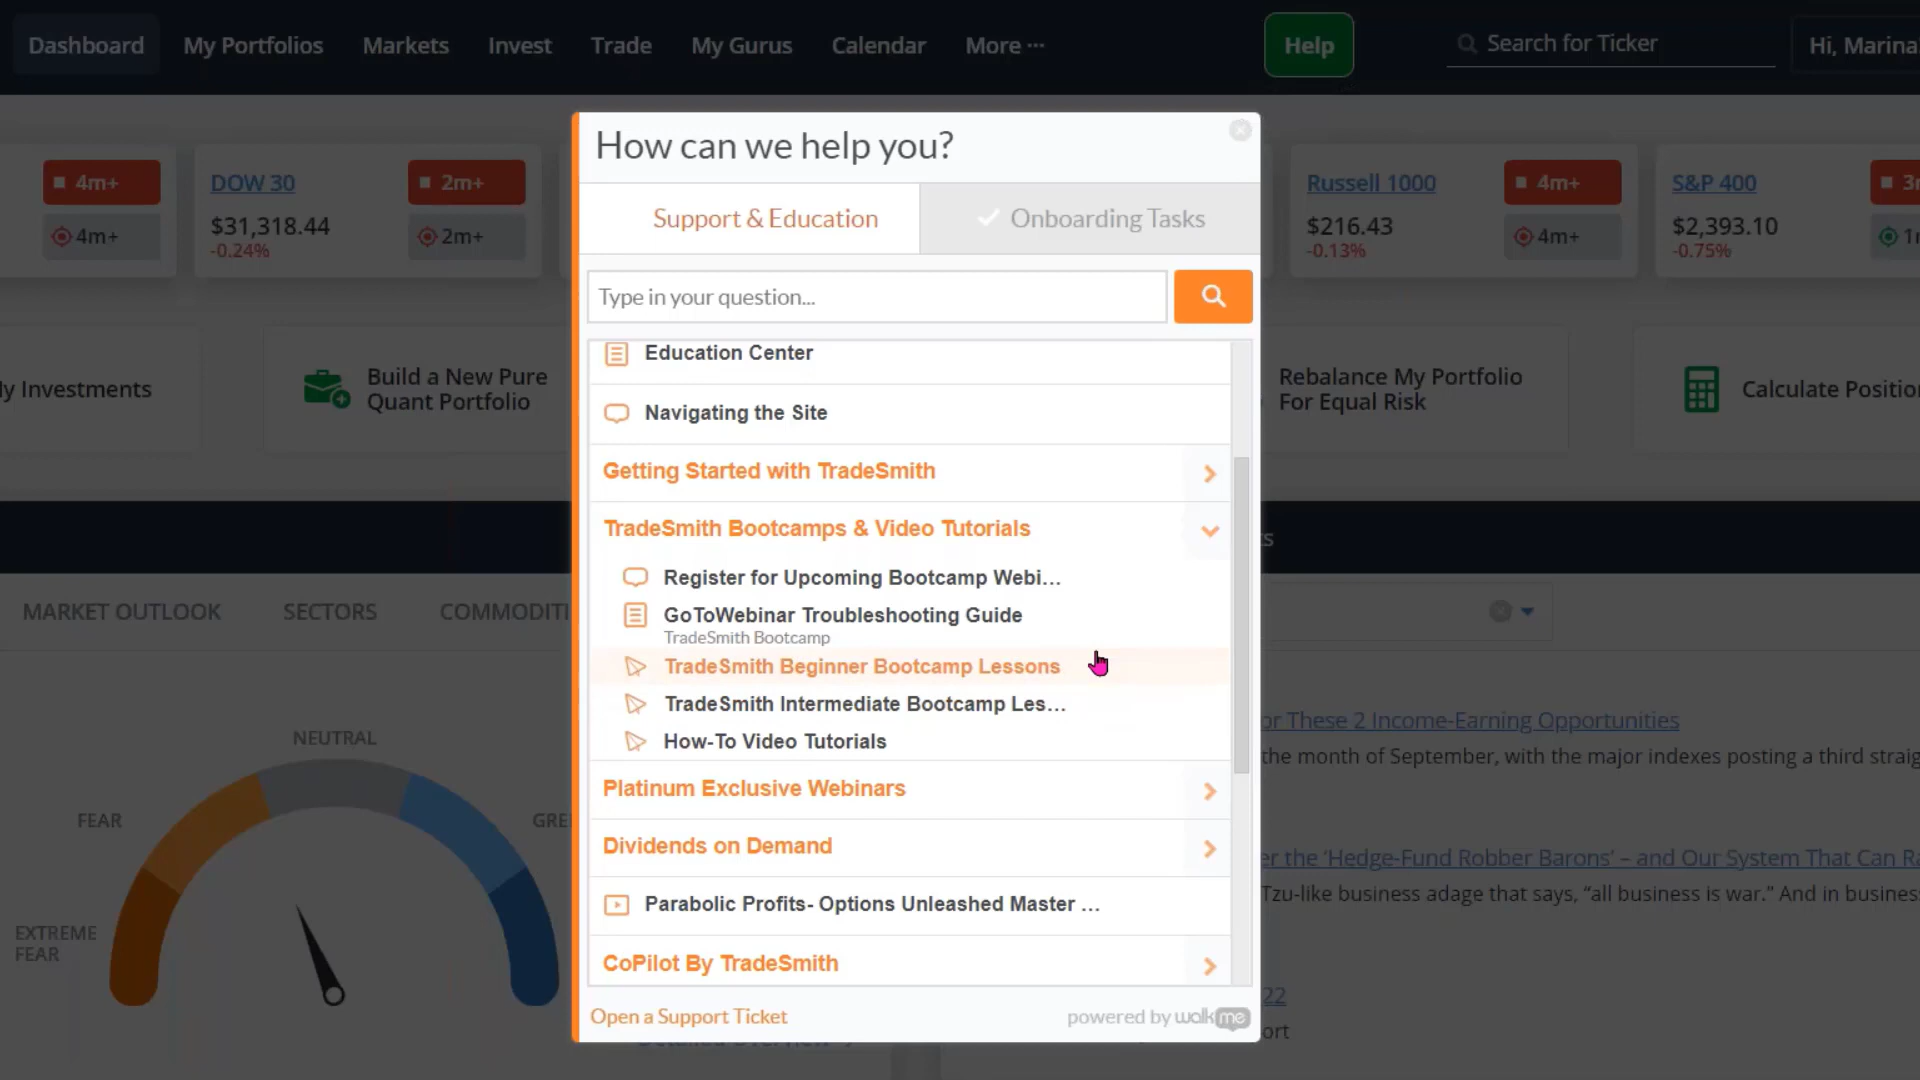 Dashboard
My Portfolios
Markets
Invest
Trade
My Gurus
Calendar
More ···
Help
Search for Ticker
Hi, Marina
4m+
4m+
DOW 30
$31,318.44
-0.24%
2m+
2m+
Russell 1000
$216.43
-0.13%
4m+
4m+
S&P 400
$2,393.10
-0.75%
How can we help you?
Support & Education
Onboarding Tasks
Type in your question...
Education Center
Navigating the Site
Getting Started with TradeSmith
TradeSmith Bootcamps & Video Tutorials
Register for Upcoming Bootcamp Webi...
GoToWebinar Troubleshooting Guide
TradeSmith Bootcamp
TradeSmith Beginner Bootcamp Lessons
TradeSmith Intermediate Bootcamp Les...
How-To Video Tutorials
Platinum Exclusive Webinars
Dividends on Demand
Parabolic Profits- Options Unleashed Master ...
CoPilot By TradeSmith
Open a Support Ticket
powered by walkme
Investments
Build a New Pure
Quant Portfolio
Rebalance My Portfolio
For Equal Risk
Calculate
MARKET OUTLOOK
SECTORS
NEUTRAL
FEAR
EXTREME
FEAR
These 2 Income-Earning Opportunities
the month of September, with the major indexes posting a third
the ‘Hedge-Fund Robber Barons’ – and Our System That Can
Tzu-like business adage that says, “all business is war.” And in
22